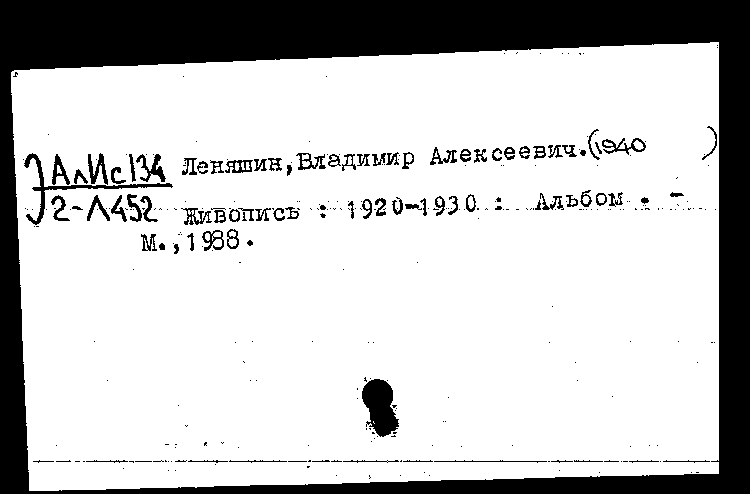 АлИс134 Леняшин,Владимир Алексеевич.(1940 )
2-Л452 Живопись : 1920-1930 : Альбом . -
М.,1988.